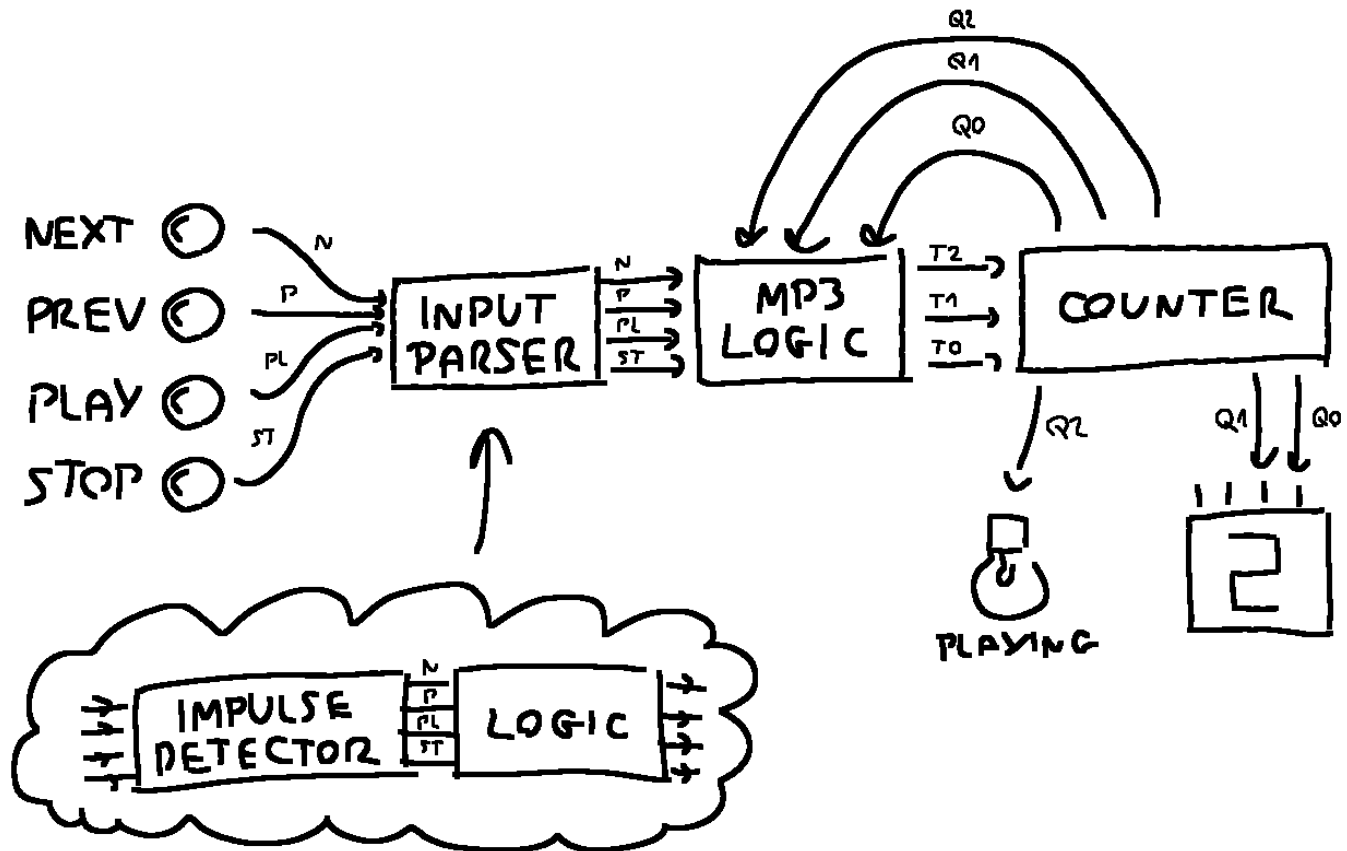 Q2
Q1
Q0
NEXT
N
PREV
P
PLAY
PL
STOP
ST
INPUT
PARSER
N
P
PL
ST
MP3
LOGIC
T2
T1
T0
COUNTER
Q2
Q1
Q0
PLAYING
2
IMPULSE
DETECTOR
N
P
PL
ST
LOGIC